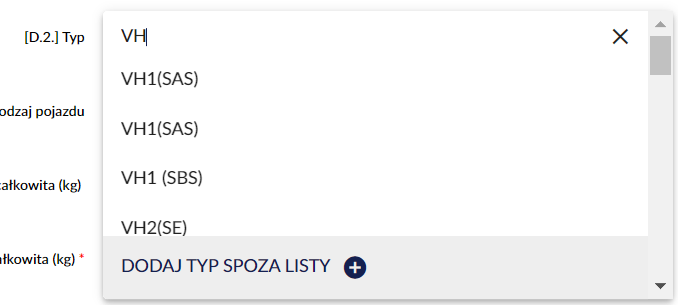 [D.2.] Typ
VH
VH1(SAS)
odzaj pojazdu
VH1(SAS)
całkowita (kg)
VH1 (SBS)
VH2(SE)
ałkowita (kg) *
DODAJ TYP SPOZA LISTY